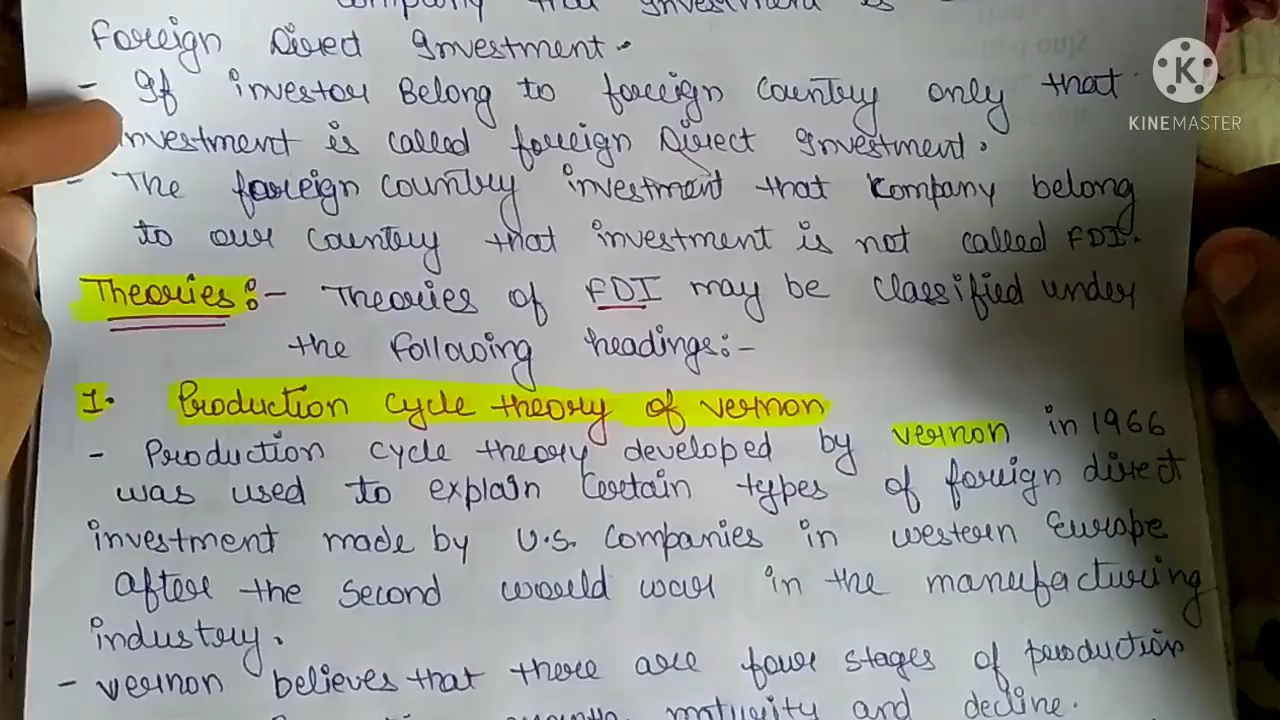 company that investment is
foreign Direct Investment.
- If investor Belong to foreign Country only that
investment is called foreign Direct Investment.
- The foreign country investment that Company belong
to our Country that investment is not called FDI.
Theories:- Theories of FDI may be classified under
the following headings:-
1. Production cycle theory of vernon
- Production cycle theory developed by vernon in 1966
was used to explain Certain types of foreign direct
investment made by U.S. Companies in western Europe
after the second world war in the manufacturing
industry.
- vernon believes that there are four stages of production
growth, maturity and decline.
K
KINEMASTER